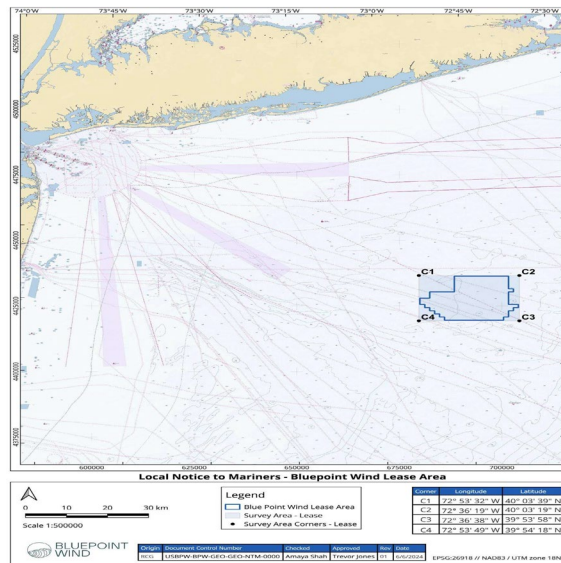 74°0'W 73°45'W 73°30'W 73°15'W 73°0'W 72°45'W 72°30'W
4525000
450000
4475000
445000
4425000
440000
4375000
C1 C2
C4 C3
600000 625000 650000 675000 700000
Local Notice to Mariners - Bluepoint Wind Lease Area
0 10 20 30 km
Scale 1:500000
Legend
Blue Point Wind Lease Area
Survey Area - Lease
Survey Area Corners - Lease
Corner Longitude Latitude
C1 72° 53' 32" W 40° 03' 39" N
C2 72° 36' 19" W 40° 03' 19" N
C3 72° 36' 38" W 39° 53' 58" N
C4 72° 53' 49" W 39° 54' 18" N
BLUEPOINT
WIND
Origin Document Control Number Checked Approved Rev Date
RCG USBPW-BPW-GEO-GEO-NTM-0000 Amaya Shah Trevor Jones 01 6/6/2024
EPSG:26918 // NAD83 / UTM zone 18N